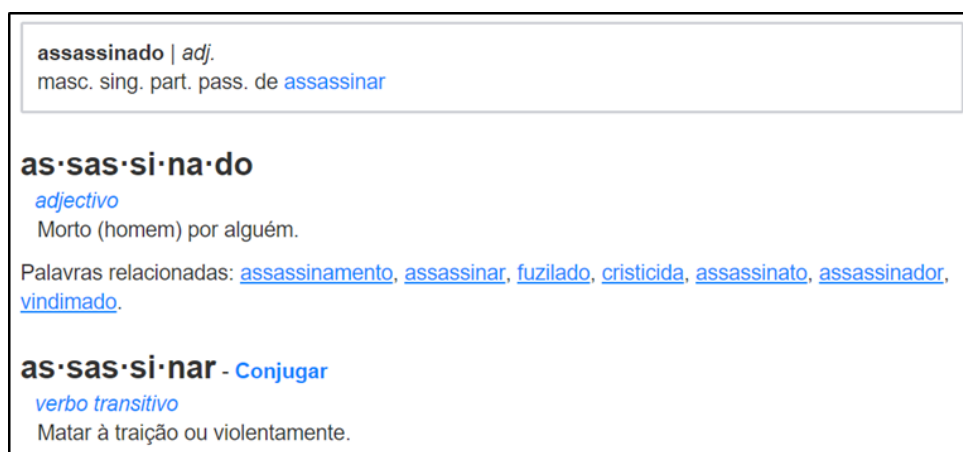 assassinado | adj.
masc. sing. part. pass. de assassinar
as·sas·si·na·do
adjectivo
Morto (homem) por alguém.
Palavras relacionadas: assassinamento, assassinar, fuzilado, cristicida, assassinato, assassinador,
vindimado.
as·sas·si·nar - Conjugar
verbo transitivo
Matar à traição ou violentamente.